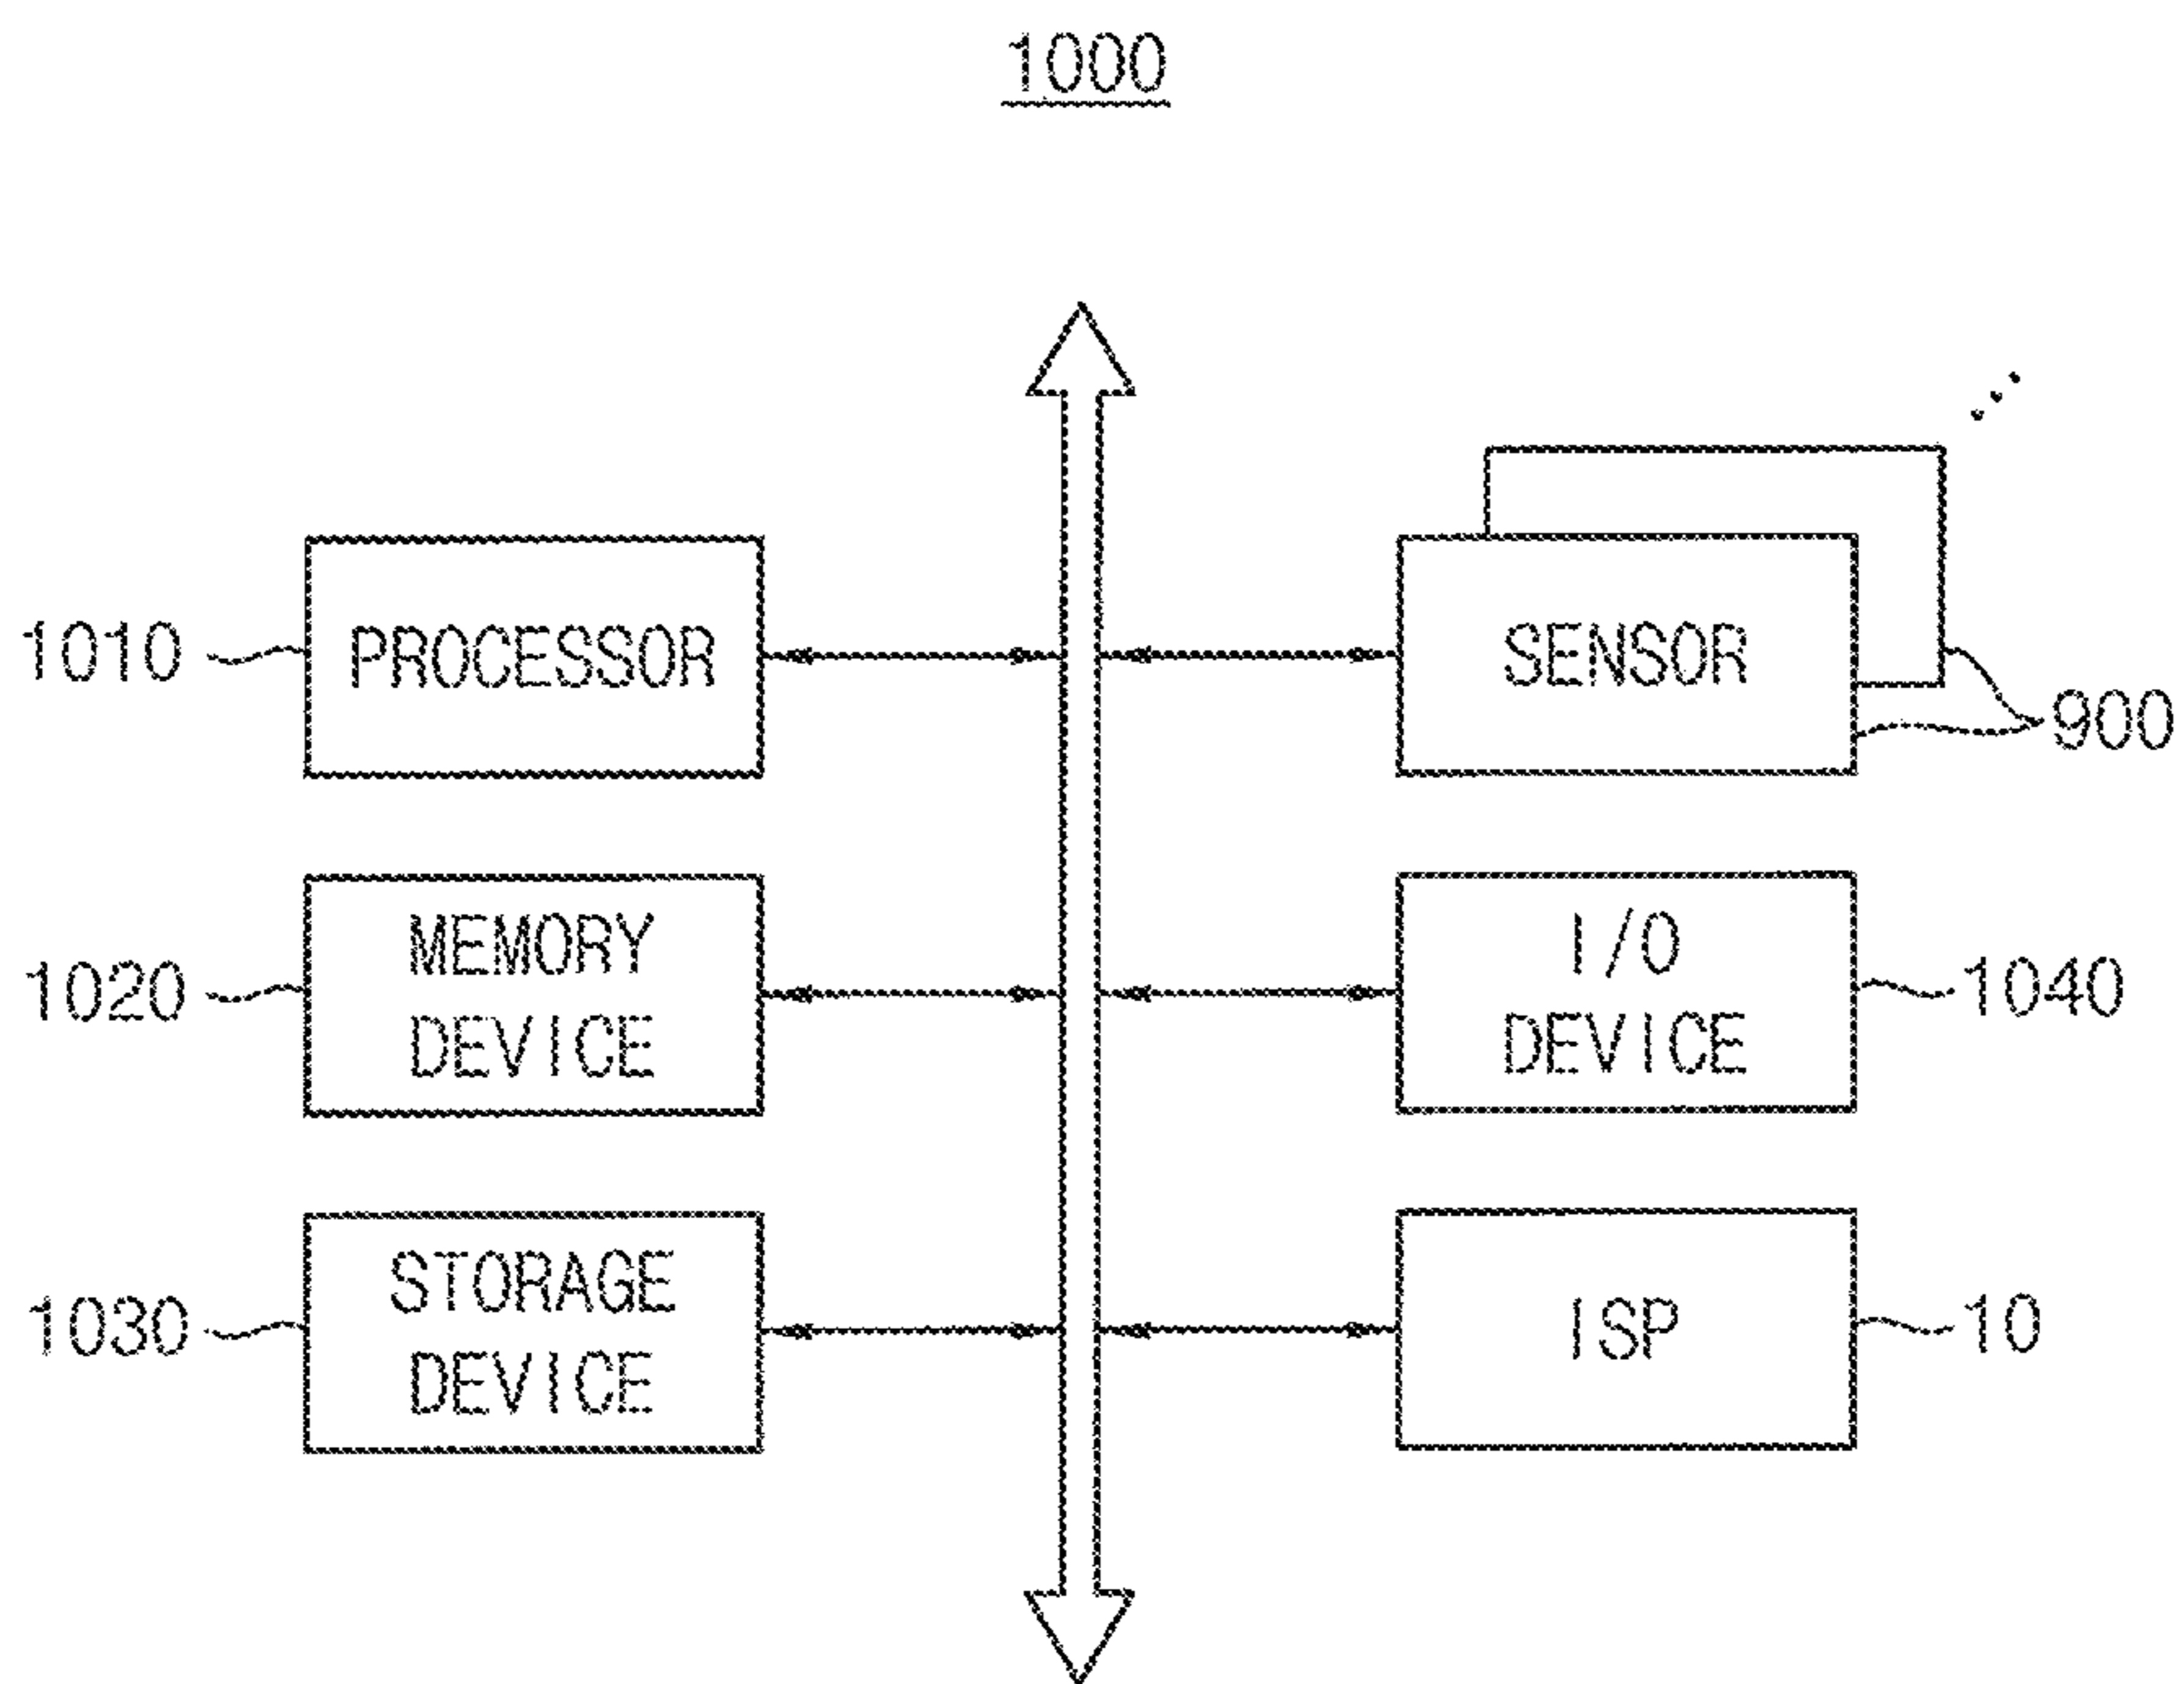 1000
1010
PROCESSOR
SENSOR
900
1020
MEMORY
DEVICE
I/O
DEVICE
1040
1030
STORAGE
DEVICE
ISP
10